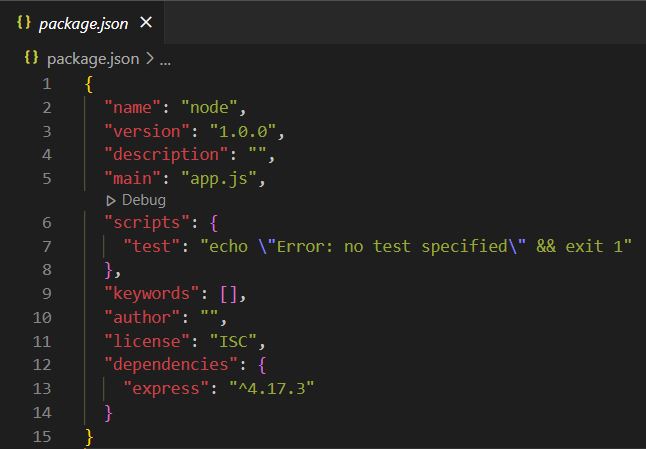 {} package.json ×
{} package.json > ...
1 {
2   "name": "node",
3   "version": "1.0.0",
4   "description": "",
5   "main": "app.js",
▷ Debug
6   "scripts": {
7     "test": "echo \"Error: no test specified\" && exit 1"
8   },
9   "keywords": [],
10   "author": "",
11   "license": "ISC",
12   "dependencies": {
13     "express": "^4.17.3"
14   }
15 }